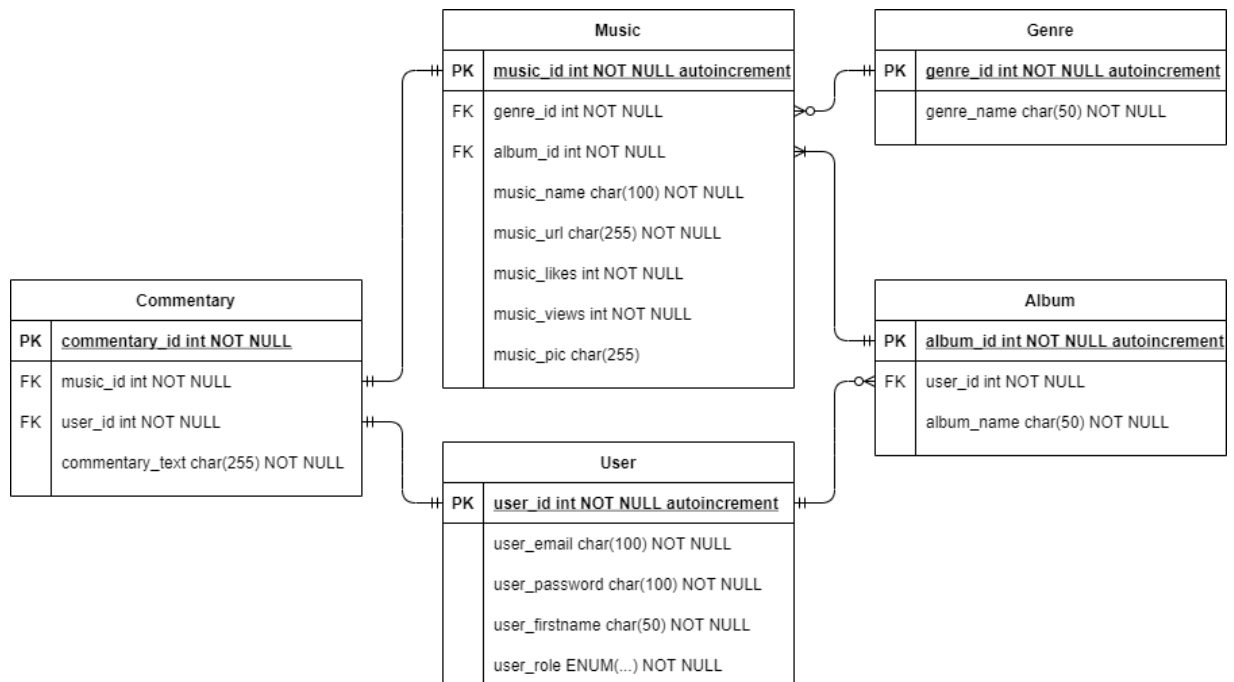 Music
PK music_id int NOT NULL autoincrement
FK genre_id int NOT NULL
FK album_id int NOT NULL
music_name char(100) NOT NULL
music_url char(255) NOT NULL
music_likes int NOT NULL
music_views int NOT NULL
music_pic char(255)
Genre
PK genre_id int NOT NULL autoincrement
genre_name char(50) NOT NULL
Commentary
PK commentary_id int NOT NULL
FK music_id int NOT NULL
FK user_id int NOT NULL
commentary_text char(255) NOT NULL
Album
PK album_id int NOT NULL autoincrement
FK user_id int NOT NULL
album_name char(50) NOT NULL
User
PK user_id int NOT NULL autoincrement
user_email char(100) NOT NULL
user_password char(100) NOT NULL
user_firstname char(50) NOT NULL
user_role ENUM(...) NOT NULL